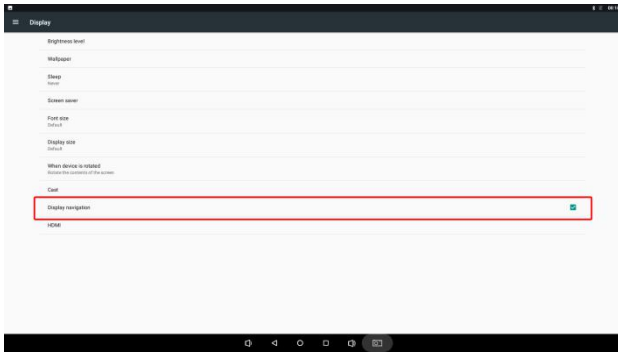 Display
Brightness level
Wallpaper
Sleep
Never
Screen saver
Font size
Default
Display size
Default
When device is rotated
Rotate the contents of the screen
Cast
Display navigation
HDMI